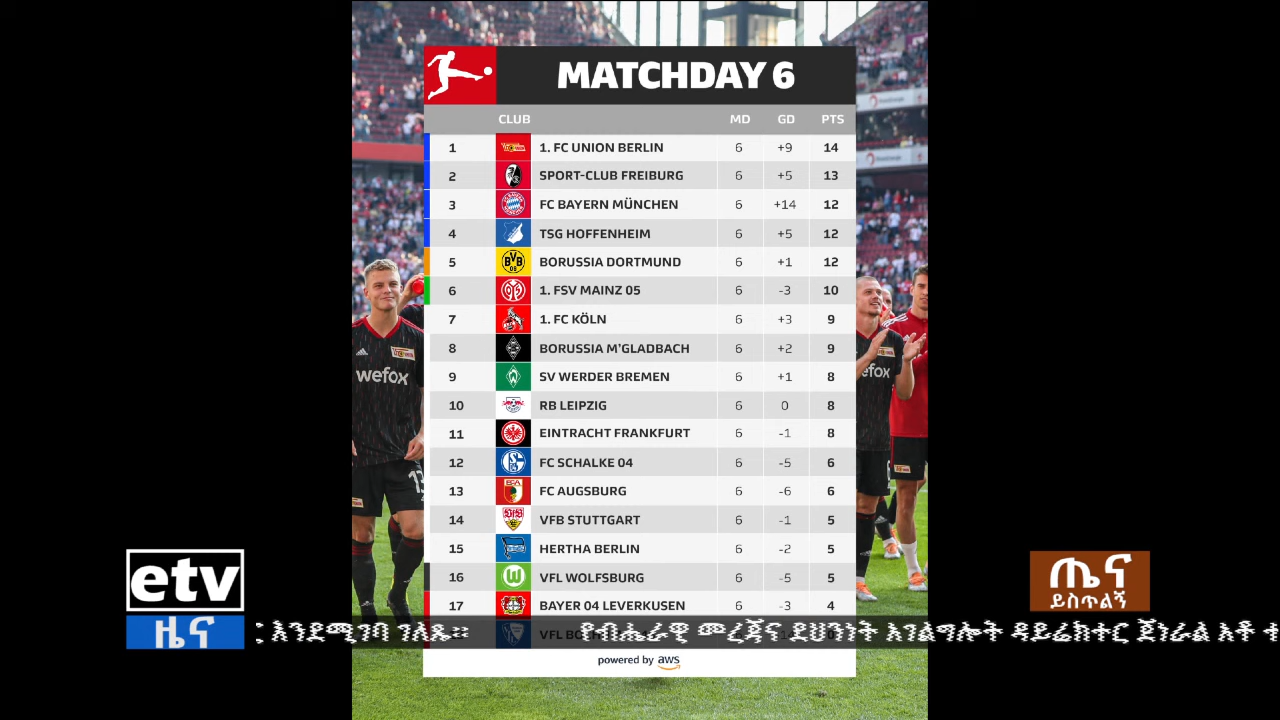 MATCHDAY 6
CLUB MD GD PTS
1 1. FC UNION BERLIN 6 +9 14
2 SPORT-CLUB FREIBURG 6 +5 13
3 FC BAYERN MÜNCHEN 6 +14 12
4 TSG HOFFENHEIM 6 +5 12
5 BORUSSIA DORTMUND 6 +1 12
6 1. FSV MAINZ 05 6 -3 10
7 1. FC KÖLN 6 +3 9
8 BORUSSIA M'GLADBACH 6 +2 9
9 SV WERDER BREMEN 6 +1 8
10 RB LEIPZIG 6 0 8
11 EINTRACHT FRANKFURT 6 -1 8
12 FC SCHALKE 04 6 -5 6
13 FC AUGSBURG 6 -6 6
14 VFB STUTTGART 6 -1 5
15 HERTHA BERLIN 6 -2 5
16 VFL WOLFSBURG 6 -5 5
17 BAYER 04 LEVERKUSEN 6 -3 4
VFL
powered by aws
wefox
efox
etv
ዜና
ጤና
ይስጥልኝ
እንደሚገባ ገለጹ፡፡ የብሔራዊ መረጃና ደህንነት አገልግሎት ዳይሬክተር ጀነራል አቶ